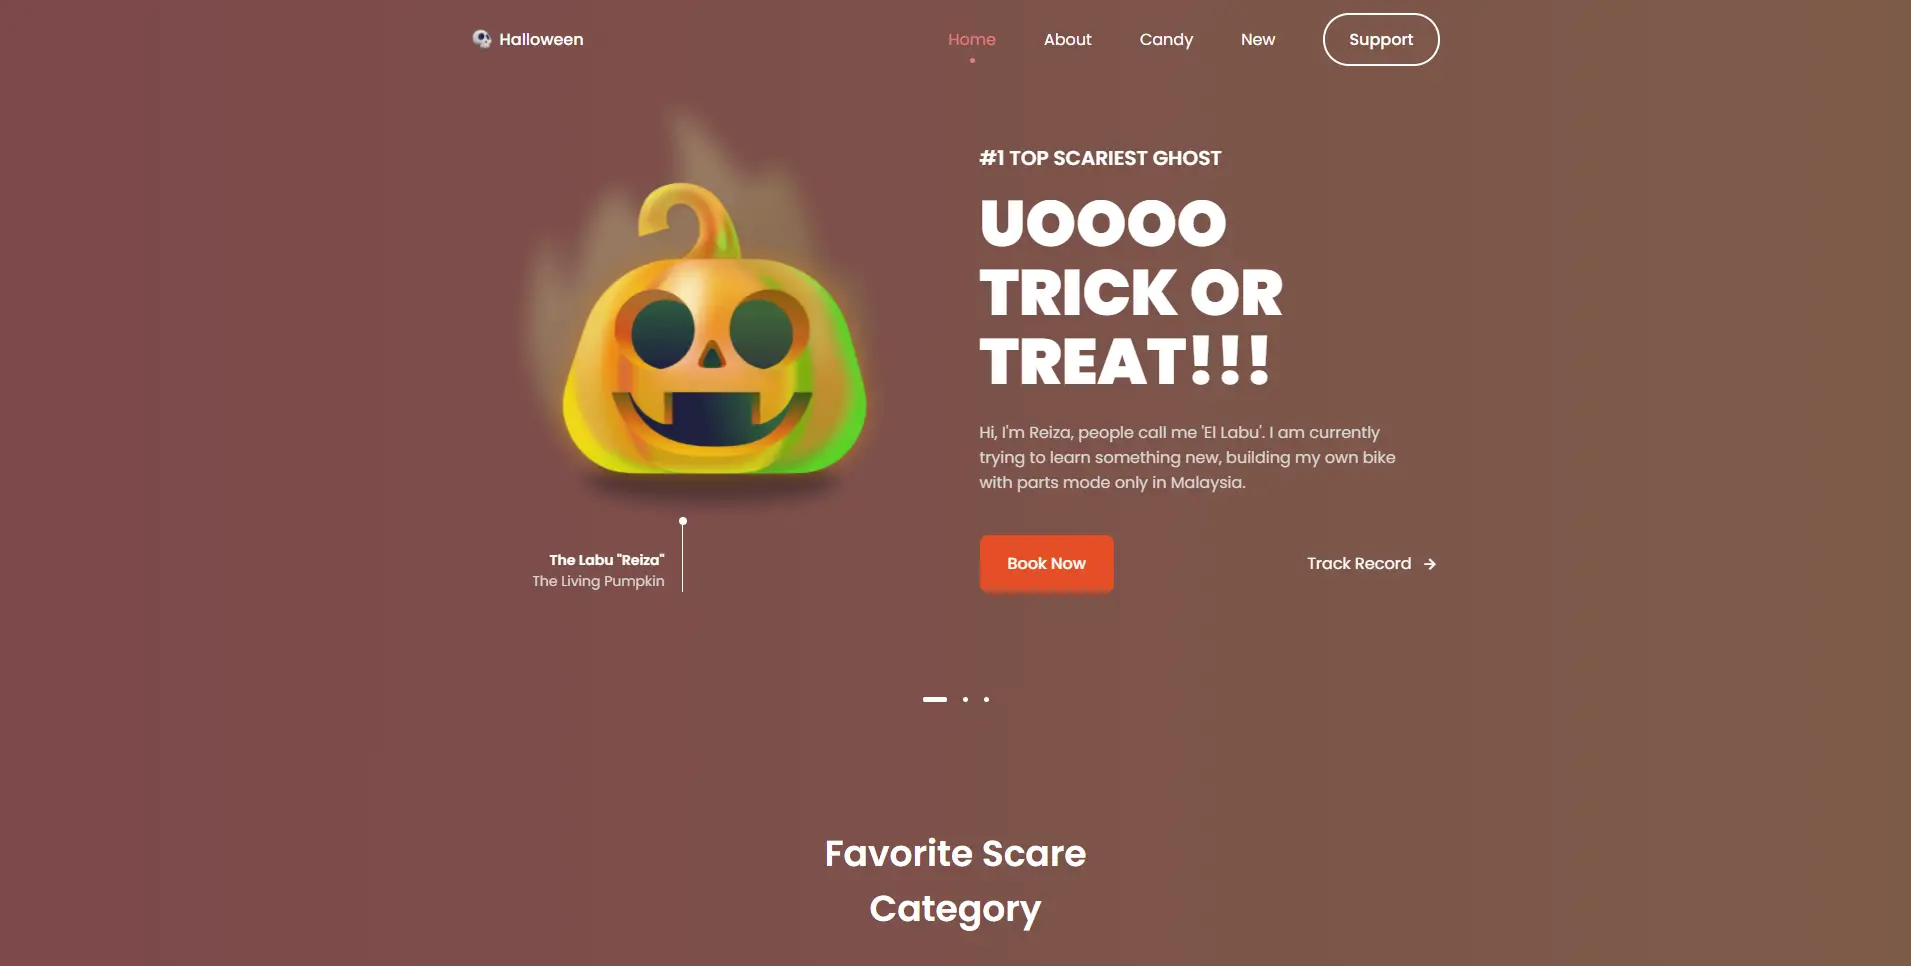 Halloween
Home
About
Candy
New
Support
#1 TOP SCARIEST GHOST
UOOOO
TRICK OR
TREAT!!!
Hi, I'm Reiza, people call me 'El Labu'. I am currently
trying to learn something new, building my own bike
with parts mode only in Malaysia.
The Labu "Reiza"
The Living Pumpkin
Book Now
Track Record
Favorite Scare
Category